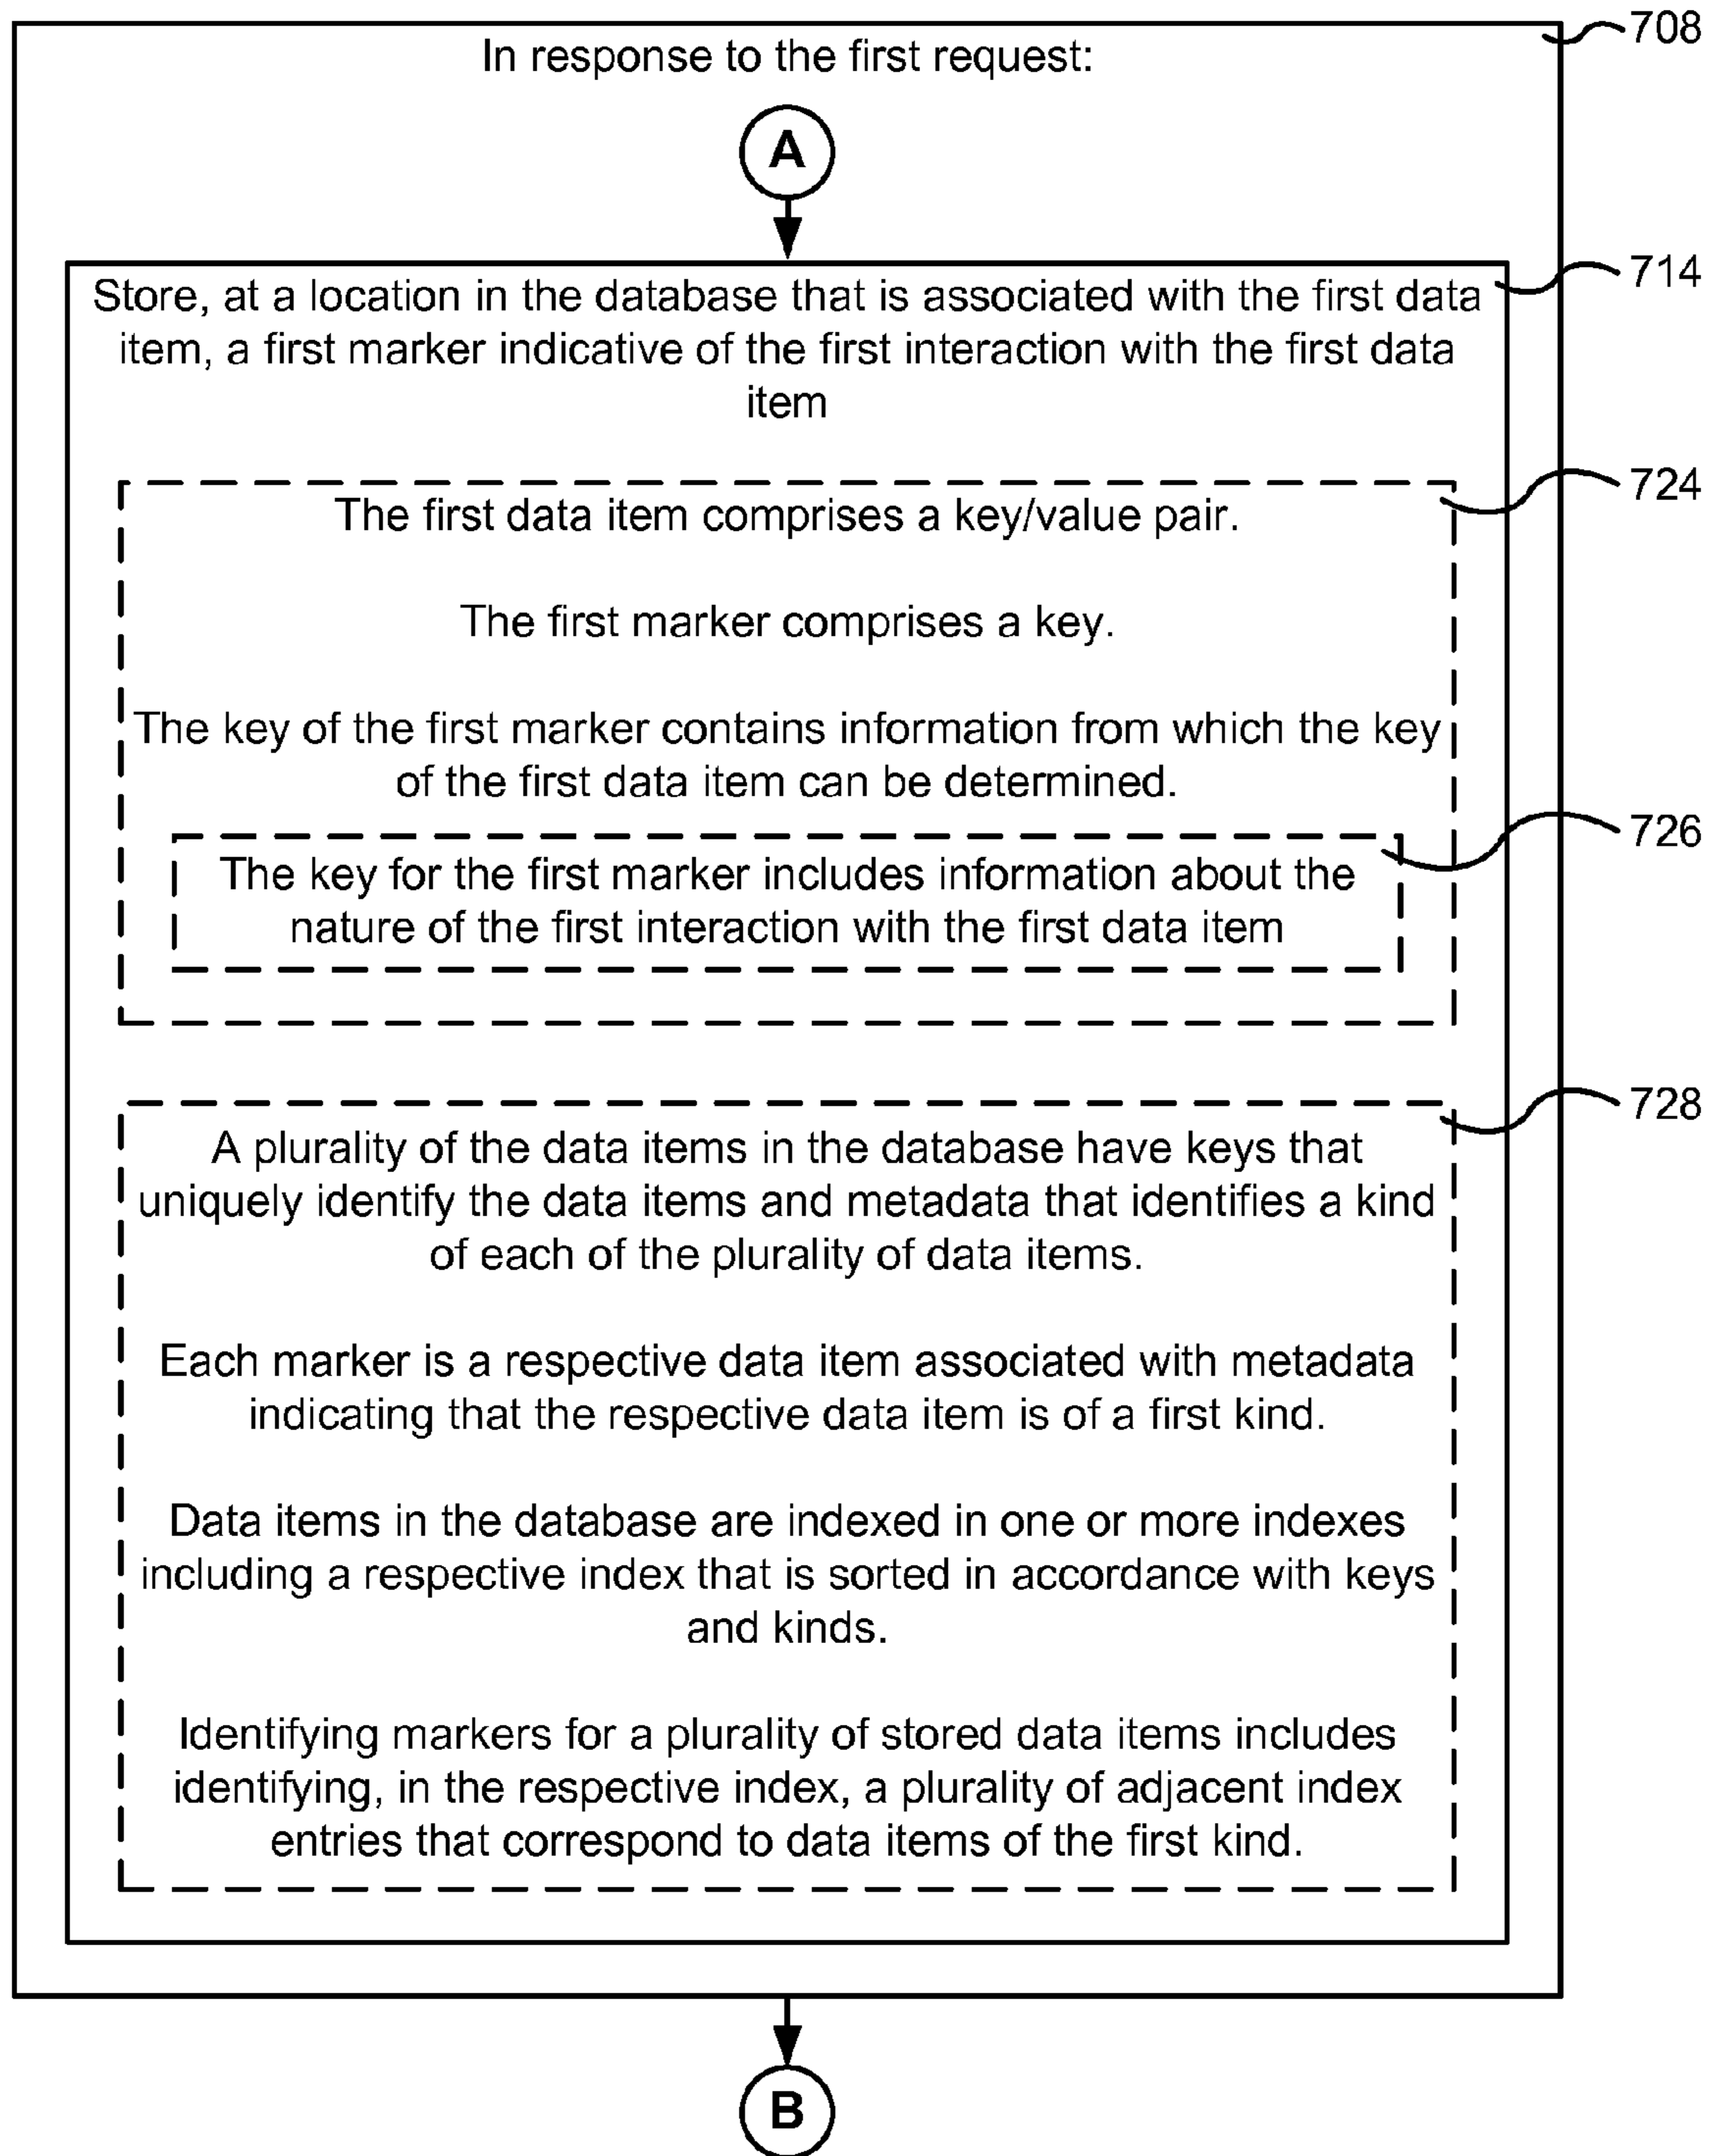 708
In response to the first request:
A
714
Store, at a location in the database that is associated with the first data
item, a first marker indicative of the first interaction with the first data
item
724
The first data item comprises a key/value pair.
The first marker comprises a key.
The key of the first marker contains information from which the key
of the first data item can be determined.
726
The key for the first marker includes information about the
nature of the first interaction with the first data item
728
A plurality of the data items in the database have keys that
uniquely identify the data items and metadata that identifies a kind
of each of the plurality of data items.
Each marker is a respective data item associated with metadata
indicating that the respective data item is of a first kind.
Data items in the database are indexed in one or more indexes
including a respective index that is sorted in accordance with keys
and kinds.
Identifying markers for a plurality of stored data items includes
identifying, in the respective index, a plurality of adjacent index
entries that correspond to data items of the first kind.
B